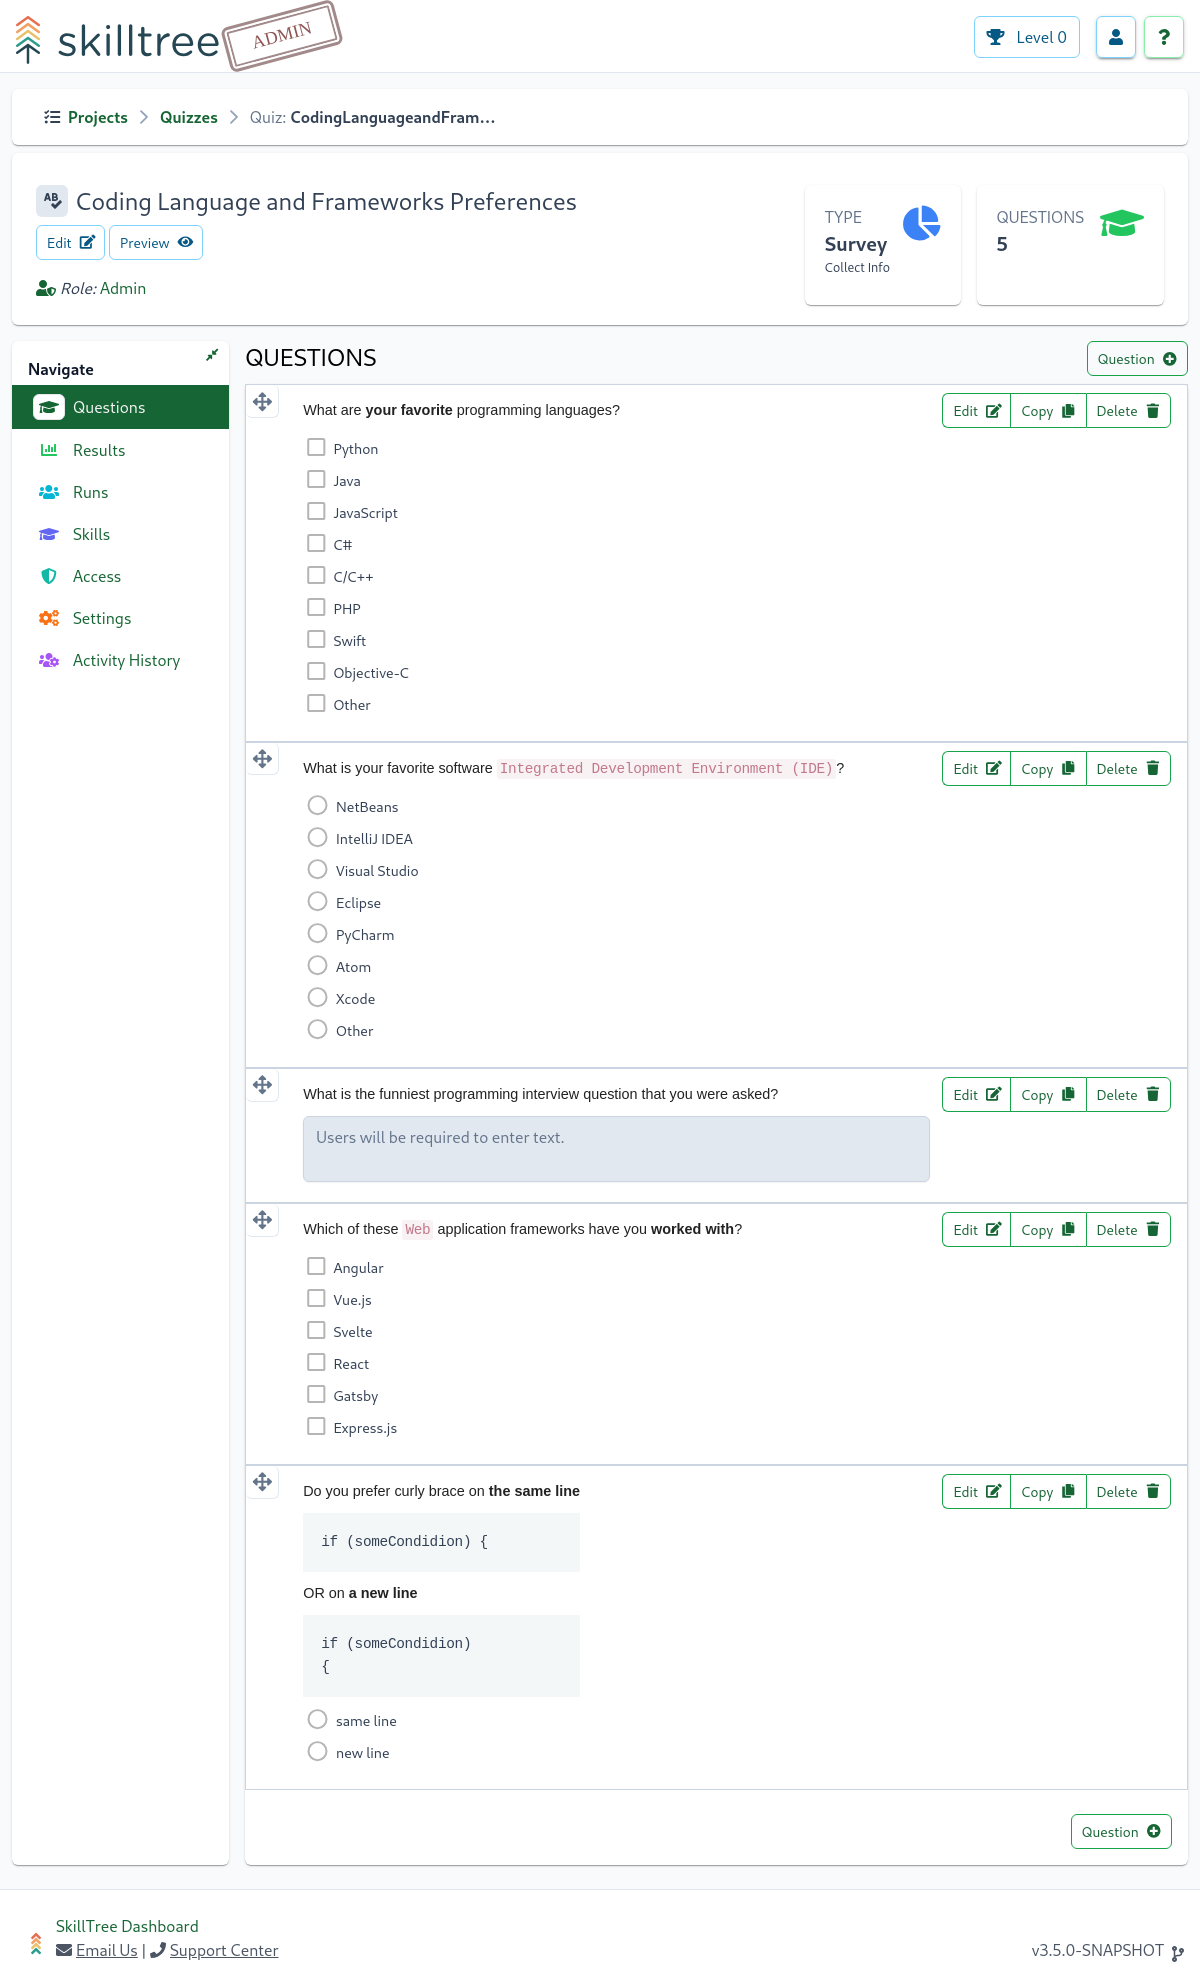 skilltree ADMIN
Level 0
Projects Quizzes Quiz: CodingLanguageandFram...
AB Coding Language and Frameworks Preferences
Edit Preview
Role: Admin
TYPE
Survey
Collect Info
QUESTIONS
5
Navigate
Questions
Results
Runs
Skills
Access
Settings
Activity History
QUESTIONS
Question
What are your favorite programming languages?
Edit Copy Delete
Python
Java
JavaScript
C#
C/C++
PHP
Swift
Objective-C
Other
What is your favorite software Integrated Development Environment (IDE)?
Edit Copy Delete
NetBeans
IntelliJ IDEA
Visual Studio
Eclipse
PyCharm
Atom
Xcode
Other
What is the funniest programming interview question that you were asked?
Edit Copy Delete
Users will be required to enter text.
Which of these Web application frameworks have you worked with?
Edit Copy Delete
Angular
Vue.js
Svelte
React
Gatsby
Express.js
Do you prefer curly brace on the same line
Edit Copy Delete
if (someCondidion) {
OR on a new line
if (someCondidion)
{
same line
new line
Question
SkillTree Dashboard
Email Us | Support Center
v3.5.0-SNAPSHOT